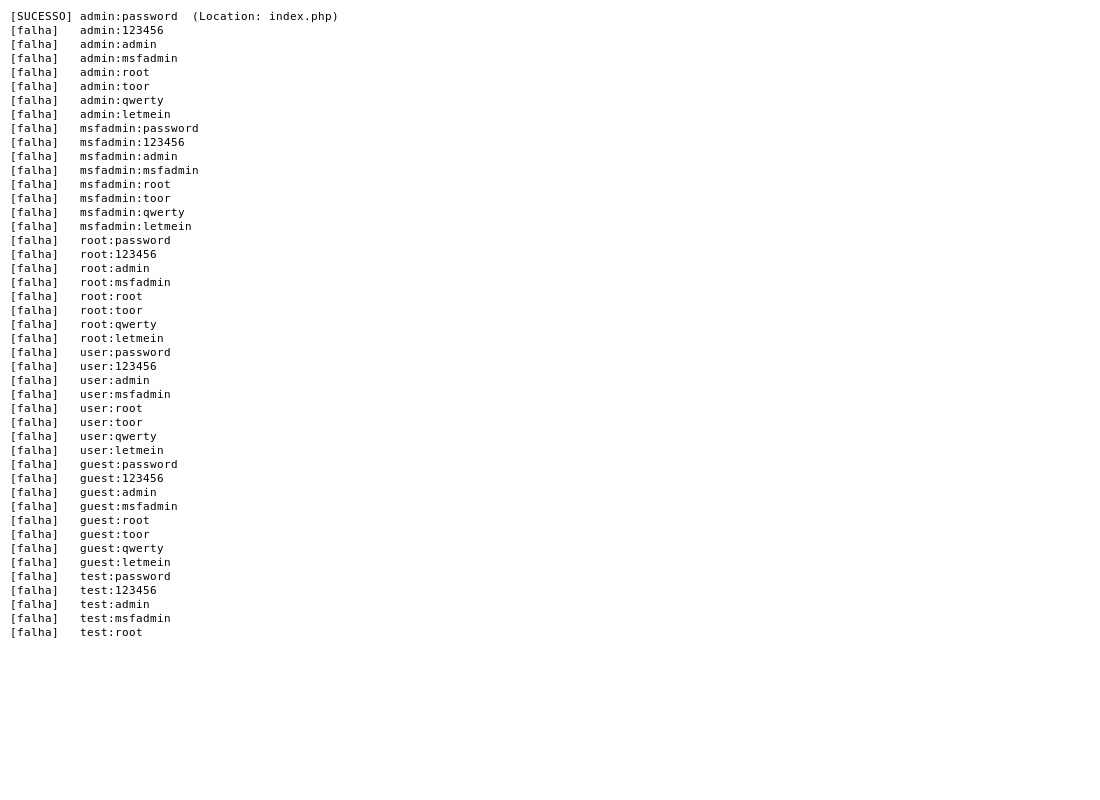 [SUCESSO] admin:password  (Location: index.php)
[falha]   admin:123456
[falha]   admin:admin
[falha]   admin:msfadmin
[falha]   admin:root
[falha]   admin:toor
[falha]   admin:qwerty
[falha]   admin:letmein
[falha]   msfadmin:password
[falha]   msfadmin:123456
[falha]   msfadmin:admin
[falha]   msfadmin:msfadmin
[falha]   msfadmin:root
[falha]   msfadmin:toor
[falha]   msfadmin:qwerty
[falha]   msfadmin:letmein
[falha]   root:password
[falha]   root:123456
[falha]   root:admin
[falha]   root:msfadmin
[falha]   root:root
[falha]   root:toor
[falha]   root:qwerty
[falha]   root:letmein
[falha]   user:password
[falha]   user:123456
[falha]   user:admin
[falha]   user:msfadmin
[falha]   user:root
[falha]   user:toor
[falha]   user:qwerty
[falha]   user:letmein
[falha]   guest:password
[falha]   guest:123456
[falha]   guest:admin
[falha]   guest:msfadmin
[falha]   guest:root
[falha]   guest:toor
[falha]   guest:qwerty
[falha]   guest:letmein
[falha]   test:password
[falha]   test:123456
[falha]   test:admin
[falha]   test:msfadmin
[falha]   test:root